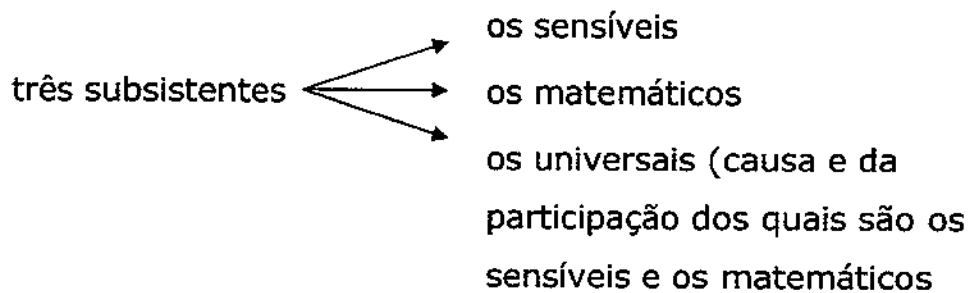 três subsistentes
os sensíveis
os matemáticos
os universais (causa e da
participação dos quais são os
sensíveis e os matemáticos